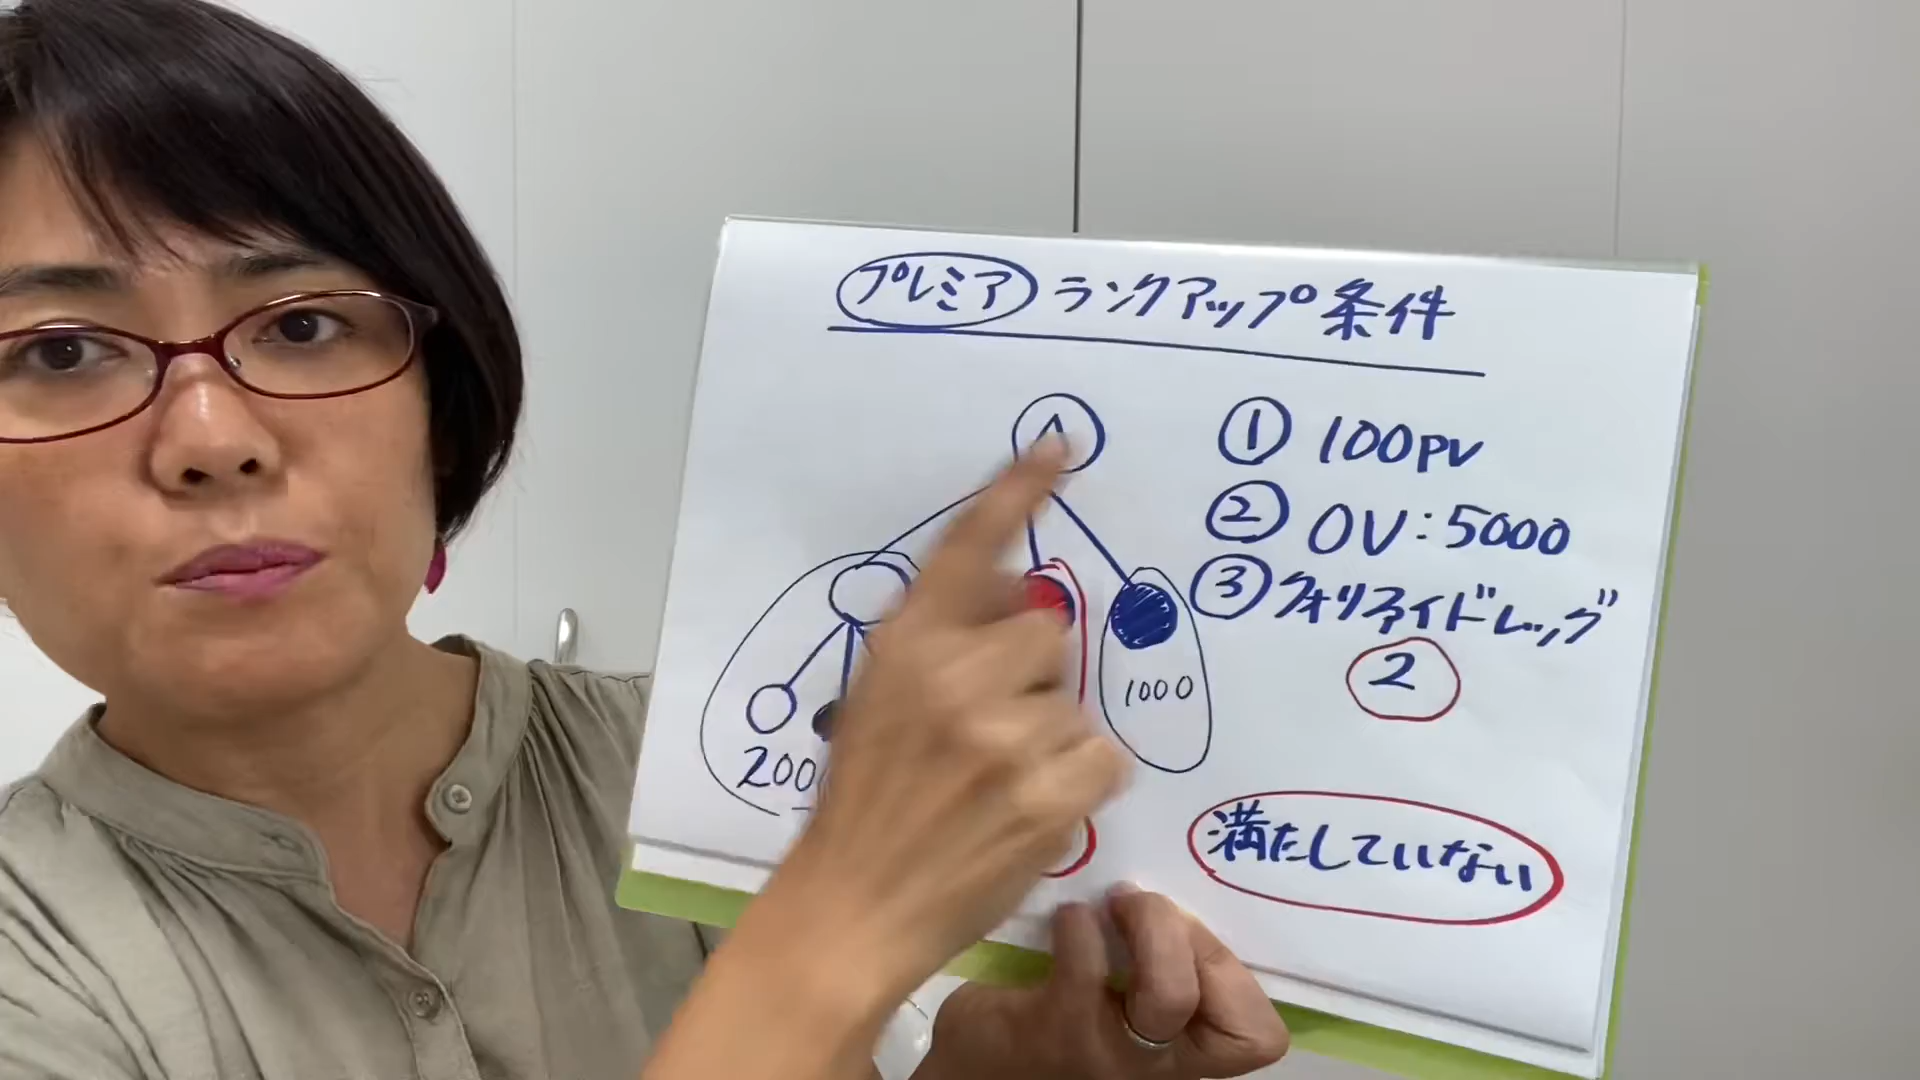 プレミア ランクアップ条件
A
① 100PV
② OV:5000
③ クオリファイドレッグ
2
1000
200
満たしていない